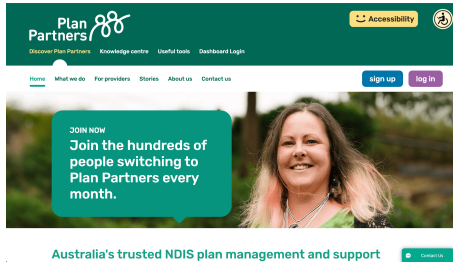 Plan
Partners
Accessibility
Discover Plan Partners Knowledge centre Useful tools Dashboard Login
Home What we do For providers Stories About us Contact us
sign up log in
JOIN NOW
Join the hundreds of
people switching to
Plan Partners every
month.
Australia's trusted NDIS plan management and support
Contact Us